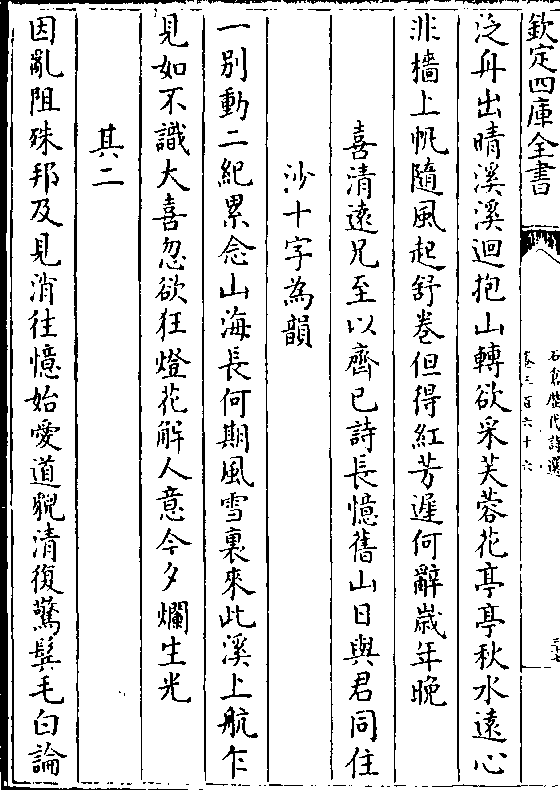 欽定四庫全書
石倉歴代詩選
卷三百六十六
三七
泛舟出晴溪溪迴抱山轉欲采芙蓉花亭亭秋水遠心
非檣上帆隨風起舒卷但得紅芳遲何辭歲年晚
喜清遠兄至以齊已詩長憶舊山日與君同住
沙十字為韻
一别動二紀累念山海長何期風雪裏來此溪上航乍
見如不識大喜忽欲狂燈花解人意今夕爛生光
其二
因亂阻殊邦及見消往憶始愛道貌清復驚髩毛白論